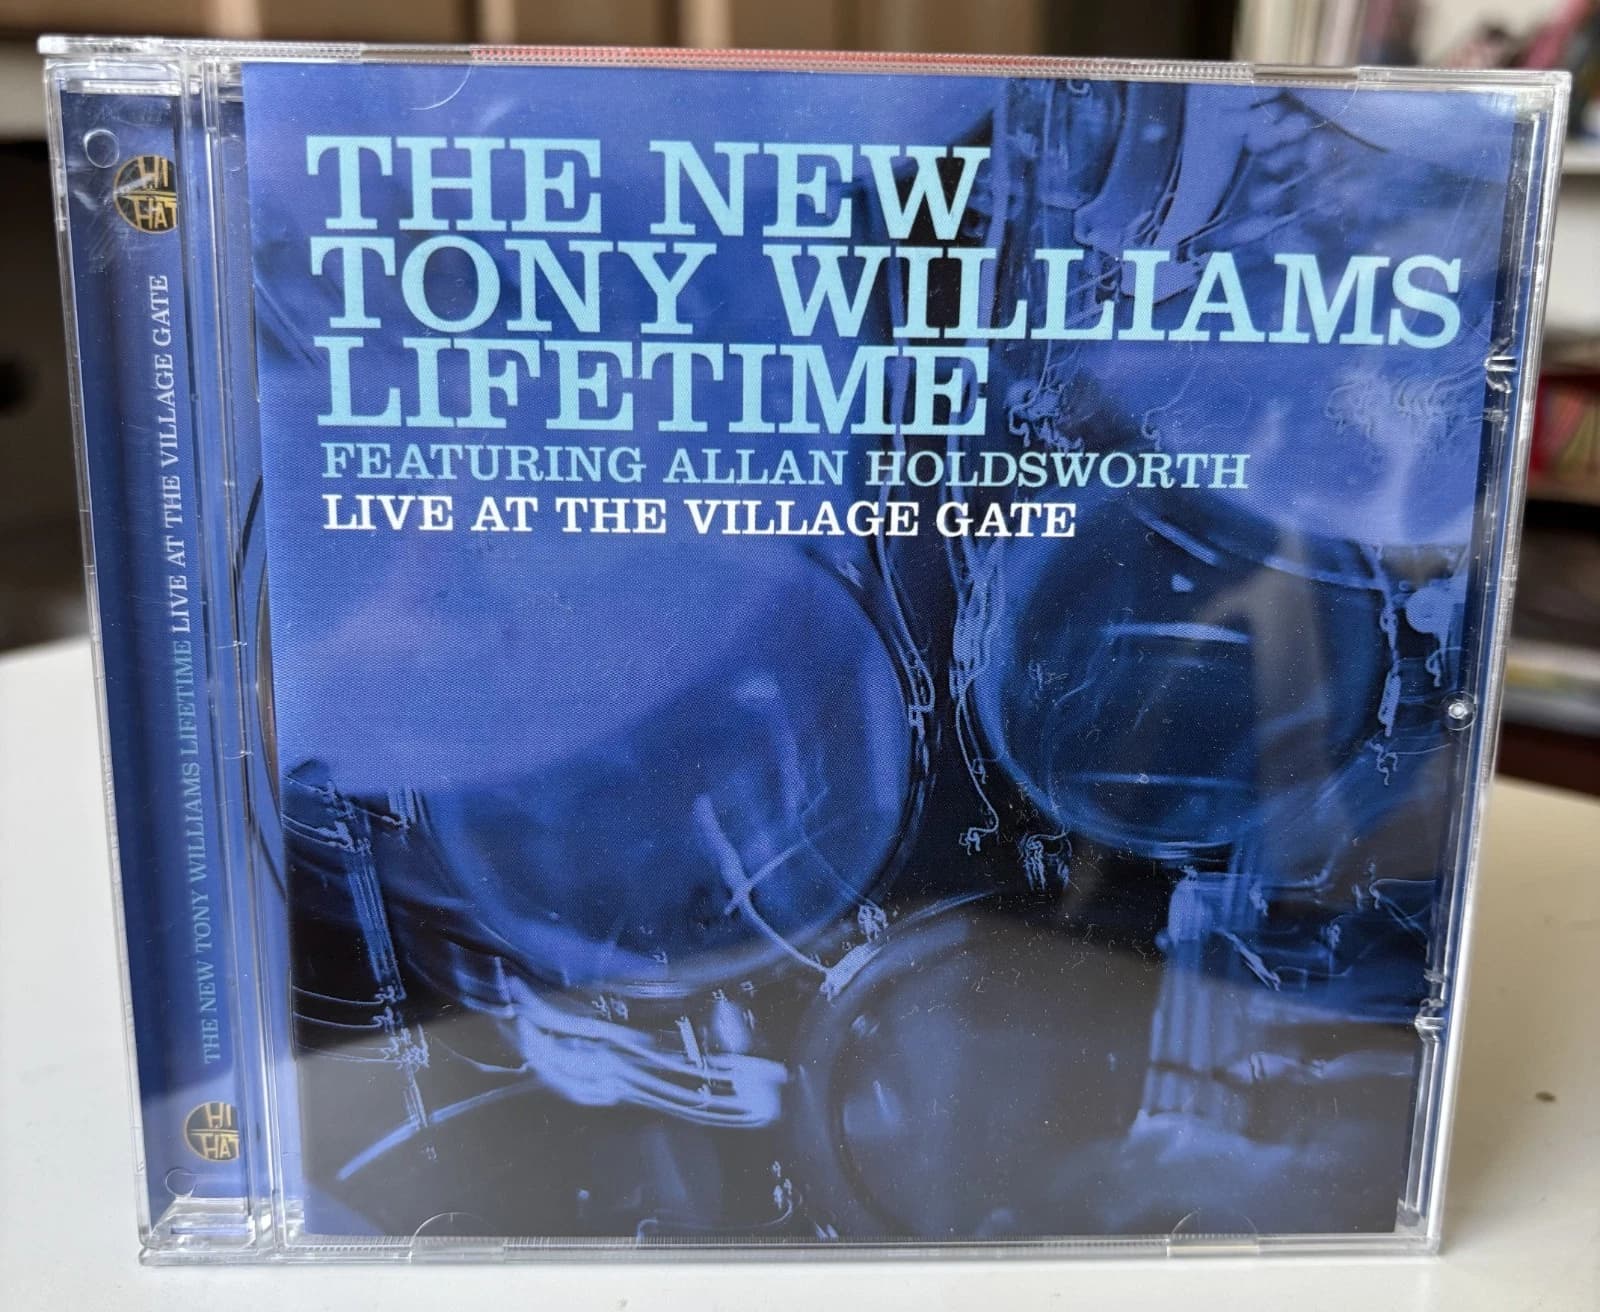 THE NEW
TONY WILLIAMS
LIFETIME
FEATURING ALLAN HOLDSWORTH
LIVE AT THE VILLAGE GATE
HI
HAT
THE NEW TONY WILLIAMS LIFETIME LIVE AT THE VILLAGE GATE
HI
HAT